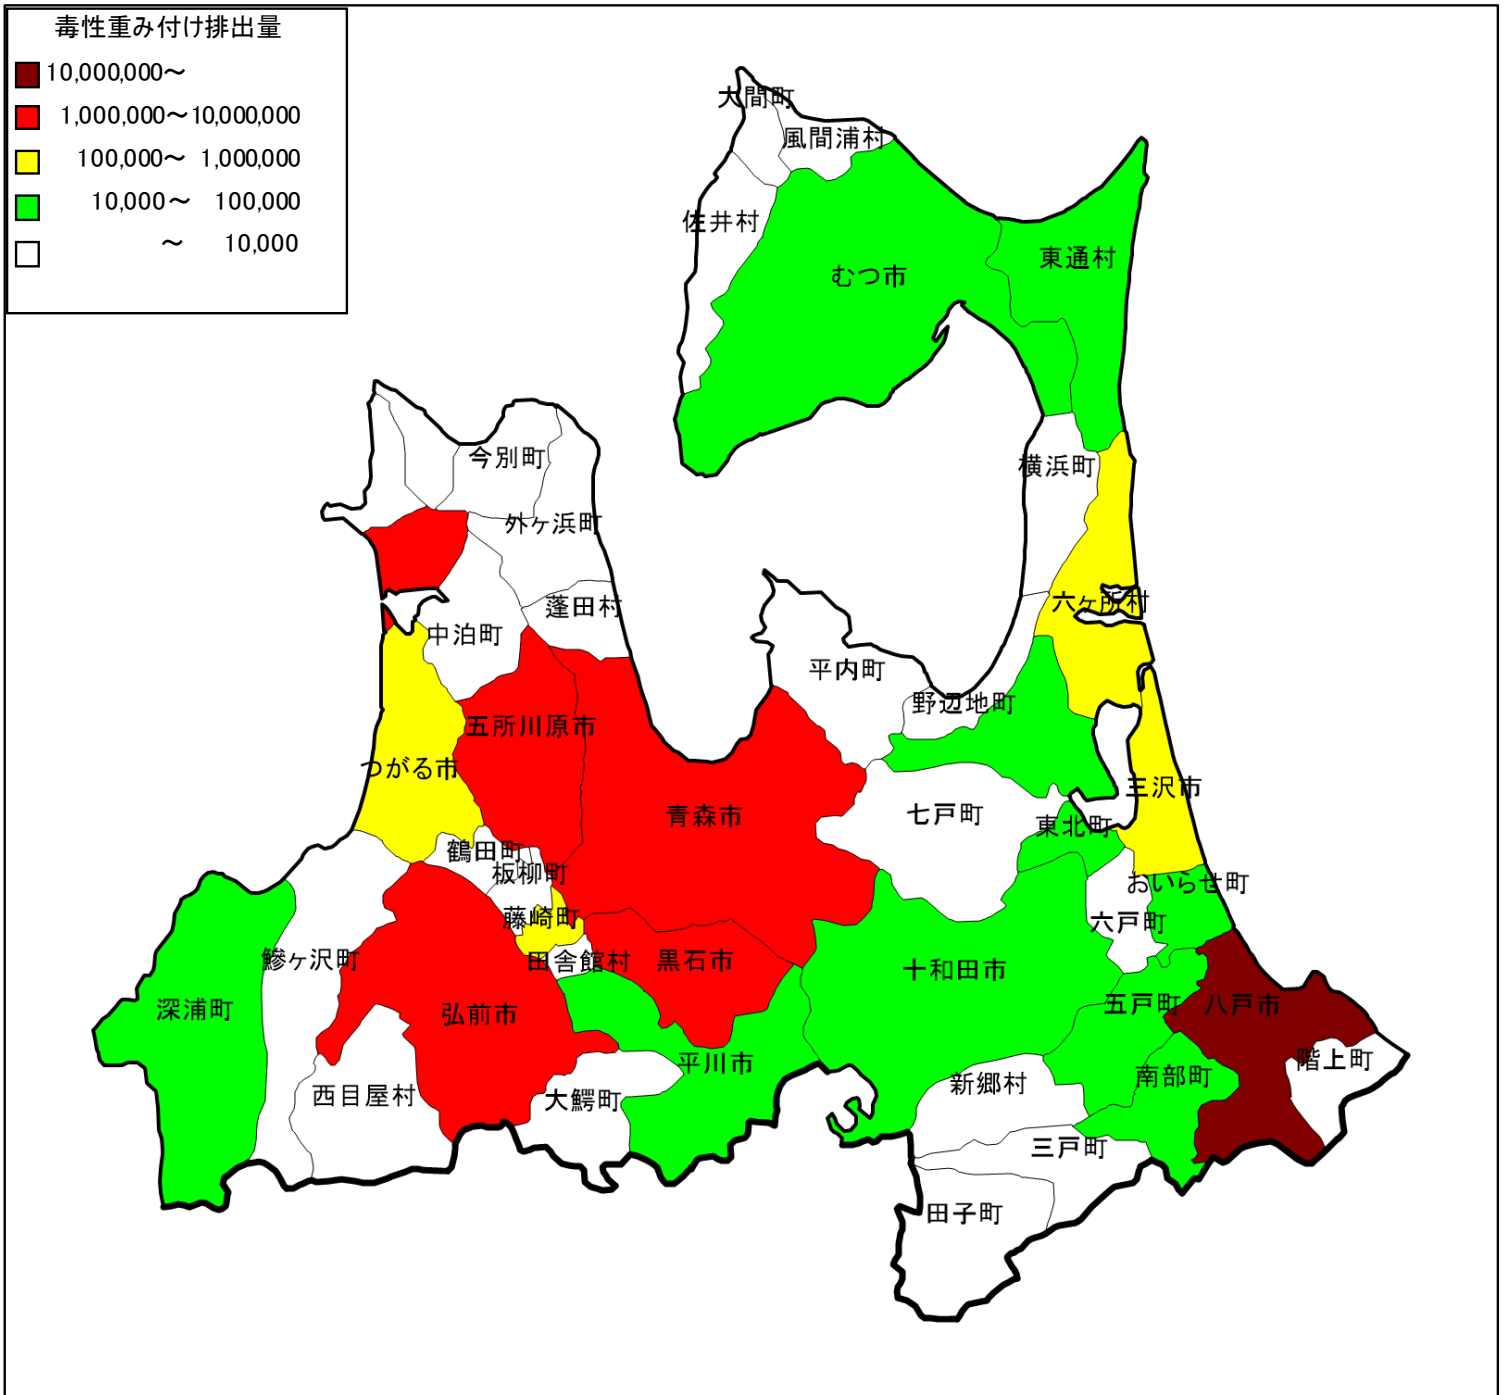 毒性重み付け排出量
10,000,000～
1,000,000～10,000,000
100,000～ 1,000,000
10,000～ 100,000
～ 10,000
大間町
風間浦村
佐井村
むつ市
東通村
今別町
横浜町
外ヶ浜町
六ヶ所村
蓬田村
中泊町
平内町
野辺地町
五所川原市
つがる市
三沢市
青森市
七戸町
東北町
鶴田町
板柳町
おいらせ町
藤崎町
六戸町
鰺ヶ沢町
田舎館村
黒石市
十和田市
深浦町
弘前市
五戸町
八戸市
平川市
階上町
南部町
新郷村
西目屋村
大鰐町
三戸町
田子町